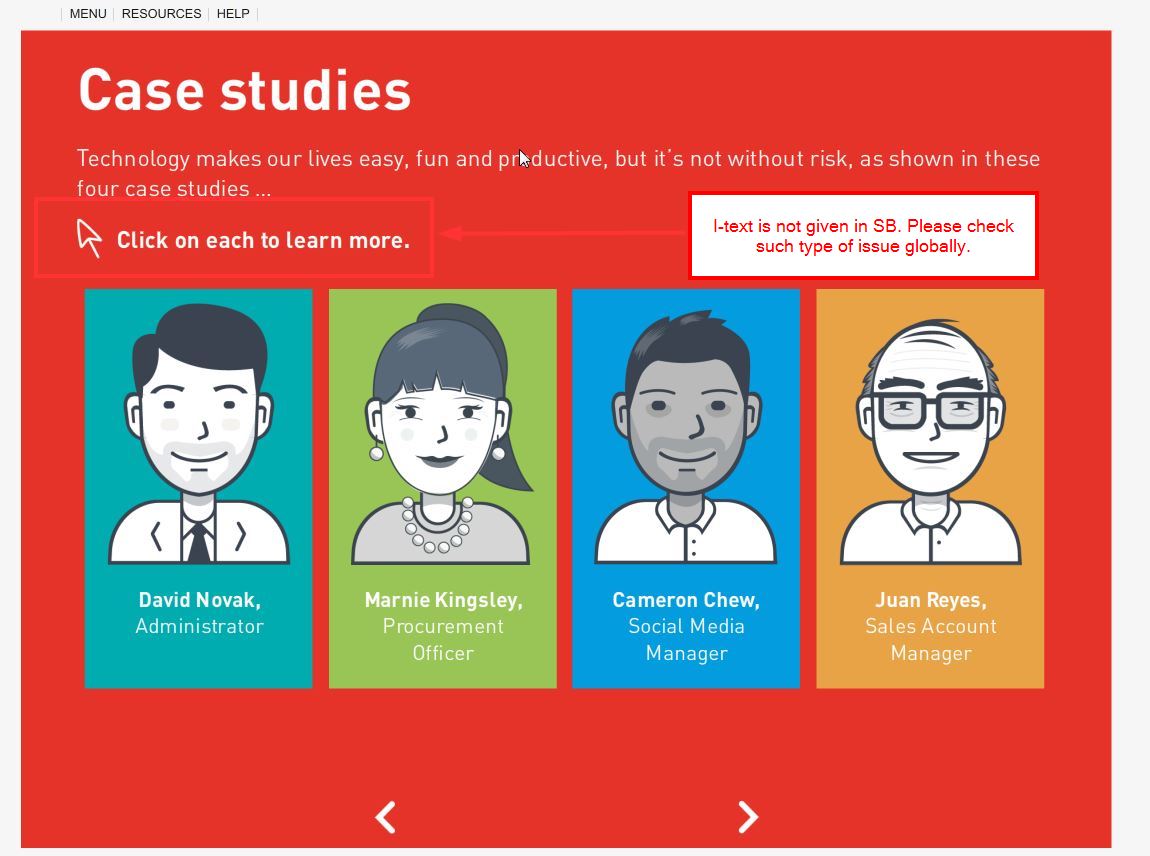 MENU
RESOURCES
HELP
Case studies
Technology makes our lives easy, fun and productive, but it’s not without risk, as shown in these
four case studies ...
Click on each to learn more.
I-text is not given in SB. Please check
such type of issue globally.
David Novak,
Administrator
Marnie Kingsley,
Procurement
Officer
Cameron Chew,
Social Media
Manager
Juan Reyes,
Sales Account
Manager